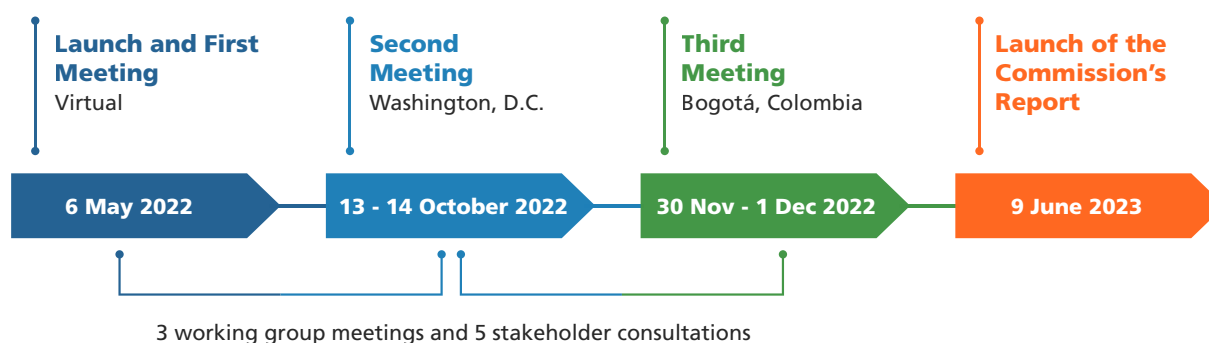 Launch and First
Meeting
Virtual
Second
Meeting
Washington, D.C.
Third
Meeting
Bogotá, Colombia
Launch of the
Commission’s
Report
6 May 2022
13 - 14 October 2022
30 Nov - 1 Dec 2022
9 June 2023
3 working group meetings and 5 stakeholder consultations